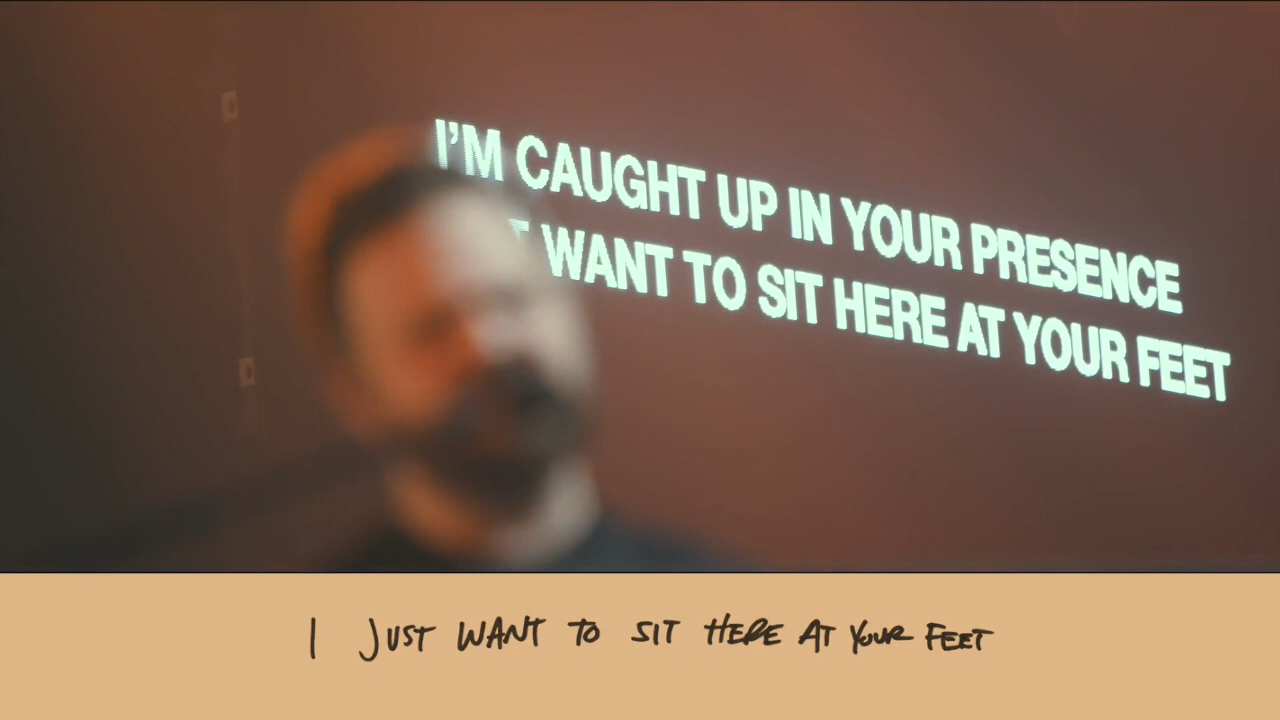 I'M CAUGHT UP IN YOUR PRESENCE
WANT TO SIT HERE AT YOUR FEET
I JUST WANT TO SIT HERE AT YOUR FEET